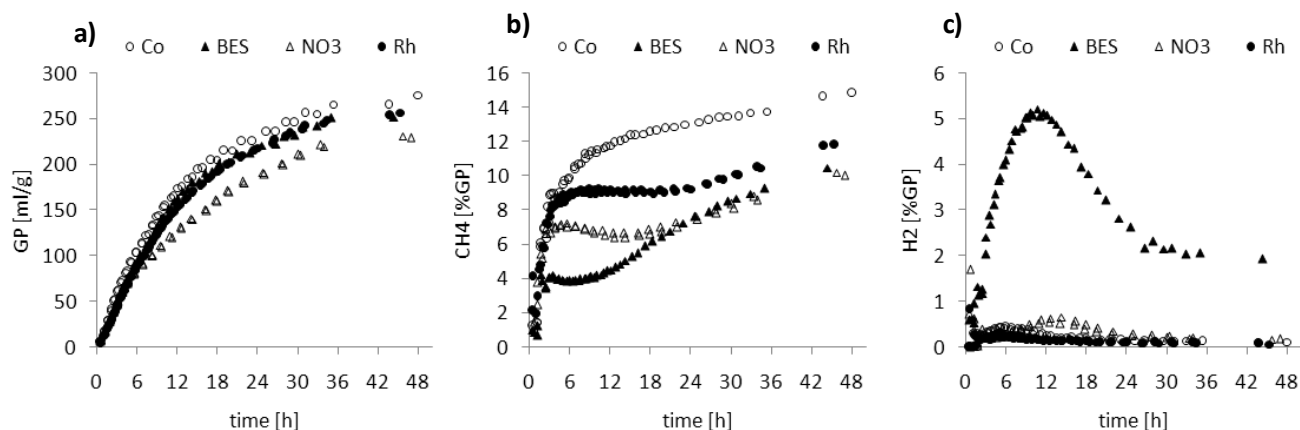 a)
○ Co ▲ BES △ NO3 ● Rh
GP [ml/g]
300
250
200
150
100
50
0
0 6 12 18 24 30 36 42 48
time [h]
b)
○ Co ▲ BES △ NO3 ● Rh
CH4 [%GP]
16
14
12
10
8
6
4
2
0
0 6 12 18 24 30 36 42 48
time [h]
c)
○ Co ▲ BES △ NO3 ● Rh
H2 [%GP]
6
5
4
3
2
1
0
0 6 12 18 24 30 36 42 48
time [h]